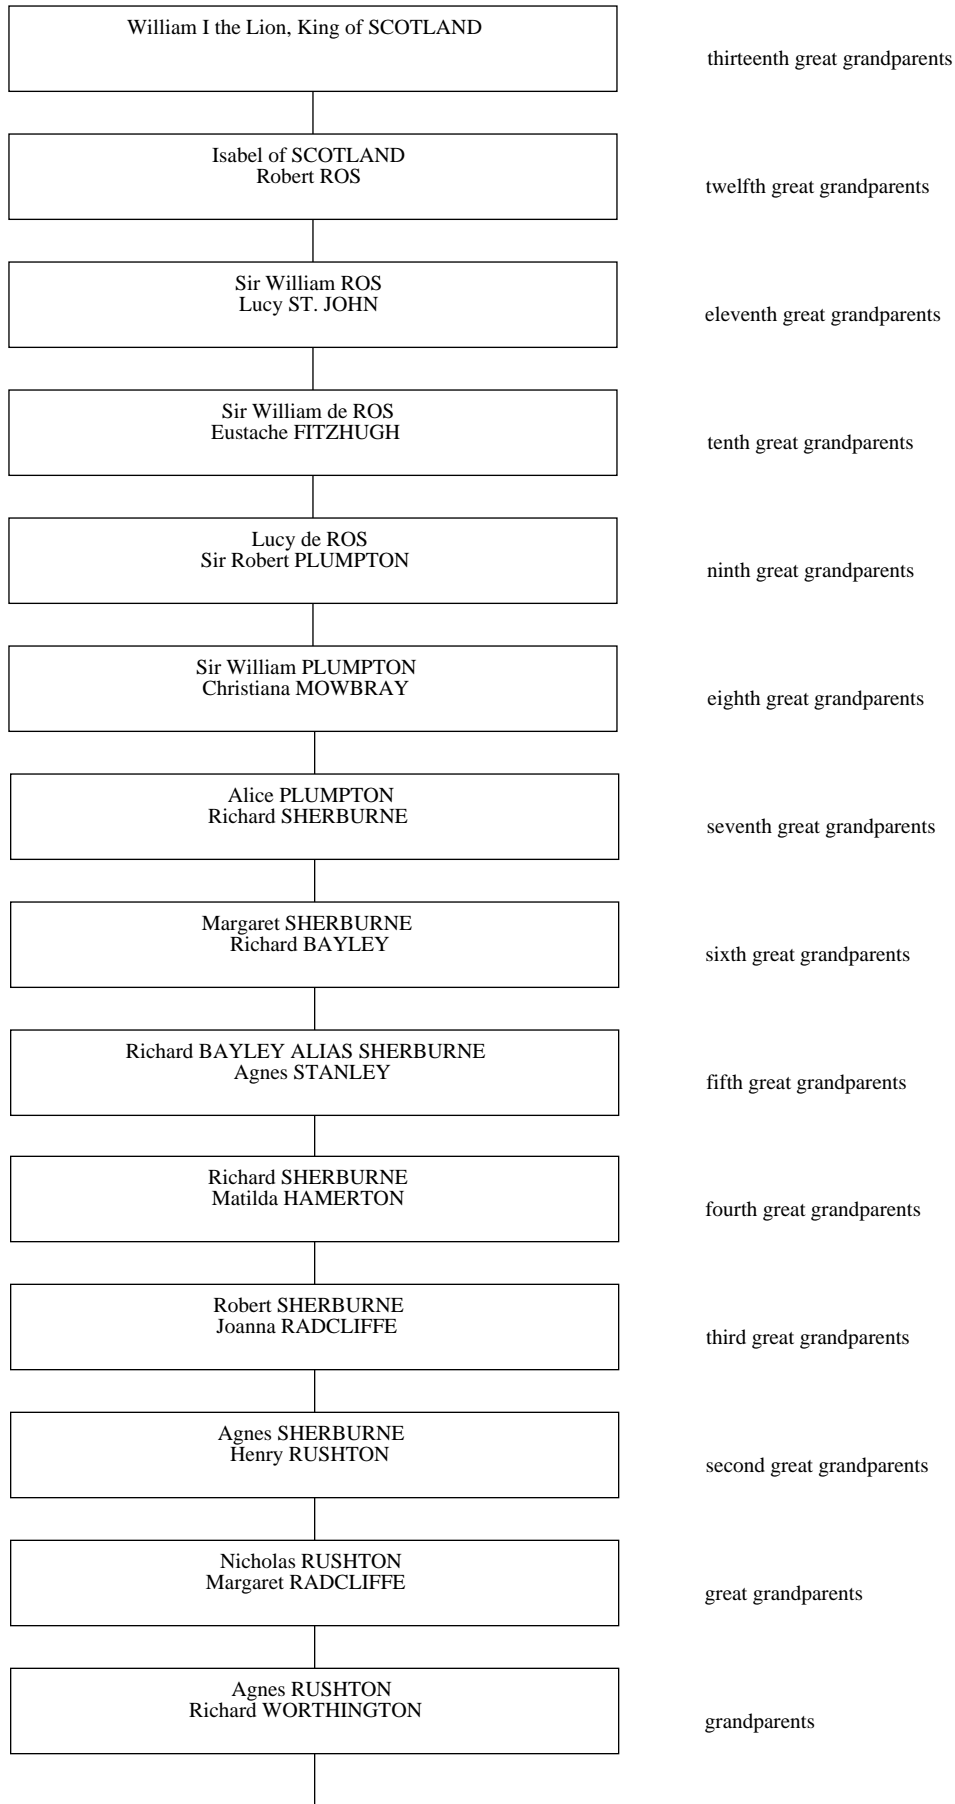 William I the Lion, King of SCOTLAND
thirteenth great grandparents
Isabel of SCOTLAND
Robert ROS
twelfth great grandparents
Sir William ROS
Lucy ST. JOHN
eleventh great grandparents
Sir William de ROS
Eustache FITZHUGH
tenth great grandparents
Lucy de ROS
Sir Robert PLUMPTON
ninth great grandparents
Sir William PLUMPTON
Christiana MOWBRAY
eighth great grandparents
Alice PLUMPTON
Richard SHERBURNE
seventh great grandparents
Margaret SHERBURNE
Richard BAYLEY
sixth great grandparents
Richard BAYLEY ALIAS SHERBURNE
Agnes STANLEY
fifth great grandparents
Richard SHERBURNE
Matilda HAMERTON
fourth great grandparents
Robert SHERBURNE
Joanna RADCLIFFE
third great grandparents
Agnes SHERBURNE
Henry RUSHTON
second great grandparents
Nicholas RUSHTON
Margaret RADCLIFFE
great grandparents
Agnes RUSHTON
Richard WORTHINGTON
grandparents